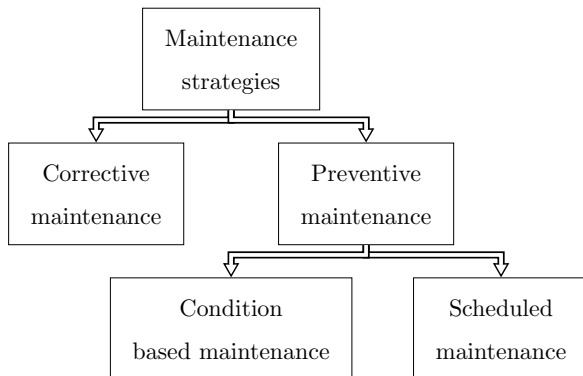 Maintenance
strategies
Corrective
maintenance
Preventive
maintenance
Condition
based maintenance
Scheduled
maintenance